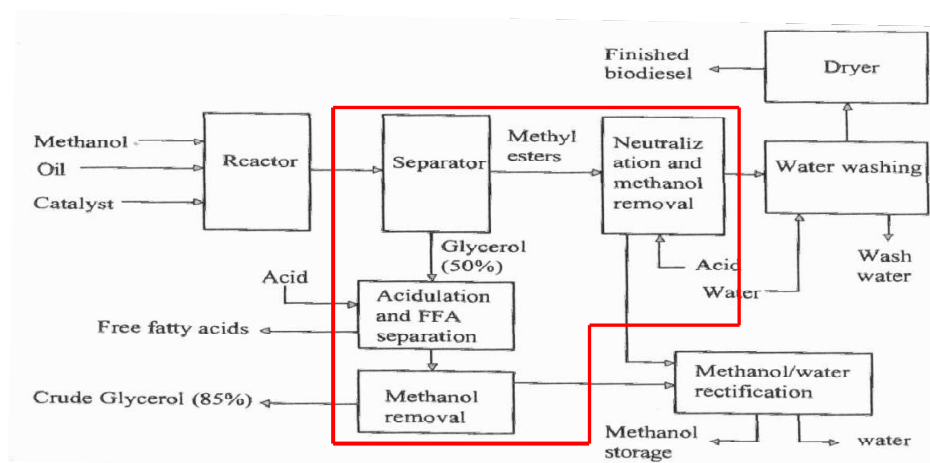 Finished
biodiesel
Dryer
Methanol
Oil
Catalyst
Reactor
Separator
Methyl
esters
Neutraliz
ation and
methanol
removal
Water washing
Glycerol
(50%)
Acid
Acid
Water
Wash
water
Acidulation
and FFA
separation
Free fatty acids
Crude Glycerol (85%)
Methanol
removal
Methanol/water
rectification
Methanol
storage
water